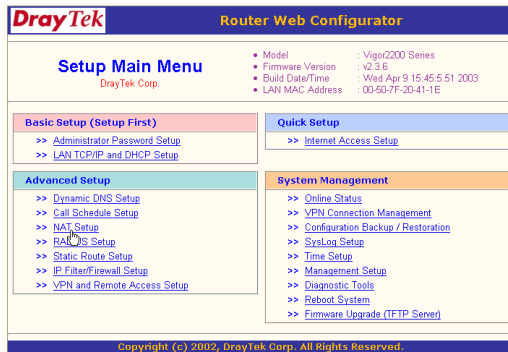 DrayTek
Router Web Configurator
Setup Main Menu
DrayTek Corp.
Model : Vigor2200 Series
Firmware Version : v2.3.6
Build Date/Time : Wed Apr 9 15:45:5.51 2003
LAN MAC Address : 00-50-7F-20-41-1E
Basic Setup (Setup First)
>> Administrator Password Setup
>> LAN TCP/IP and DHCP Setup
Quick Setup
>> Internet Access Setup
Advanced Setup
>> Dynamic DNS Setup
>> Call Schedule Setup
>> NAT Setup
>> Setup
>> Static Route Setup
>> IP Filter/Firewall Setup
>> VPN and Remote Access Setup
System Management
>> Online Status
>> VPN Connection Management
>> Configuration Backup / Restoration
>> SysLog Setup
>> Time Setup
>> Management Setup
>> Diagnostic Tools
>> Reboot System
>> Firmware Upgrade (TFTP Server)
Copyright (c) 2002, DrayTek Corp. All Rights Reserved.